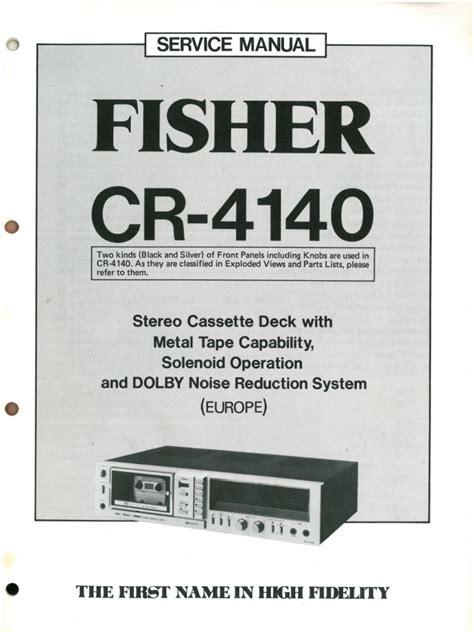 SERVICE MANUAL
FISHER
CR-4140
Two kinds (Black and Silver) of Front Panels including Knobs are used in
CR-4140. As they are classified in Exploded Views and Parts Lists, please
refer to them.
Stereo Cassette Deck with
Metal Tape Capability,
Solenoid Operation
and DOLBY Noise Reduction System
(EUROPE)
THE FIRST NAME IN HIGH FIDELITY